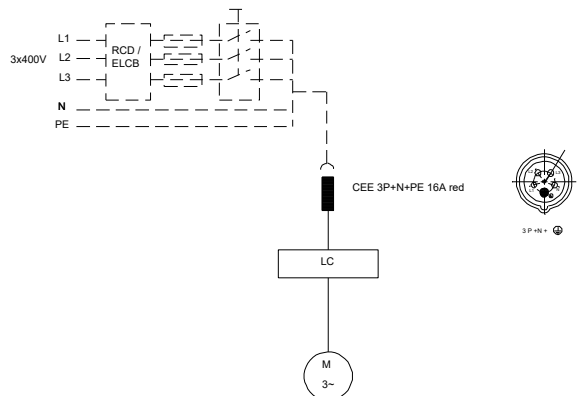 L1
3x400V
L2
L3
N
PE
RCD /
ELCB
CEE 3P+N+PE 16A red
3 P +N +
LC
M
3~